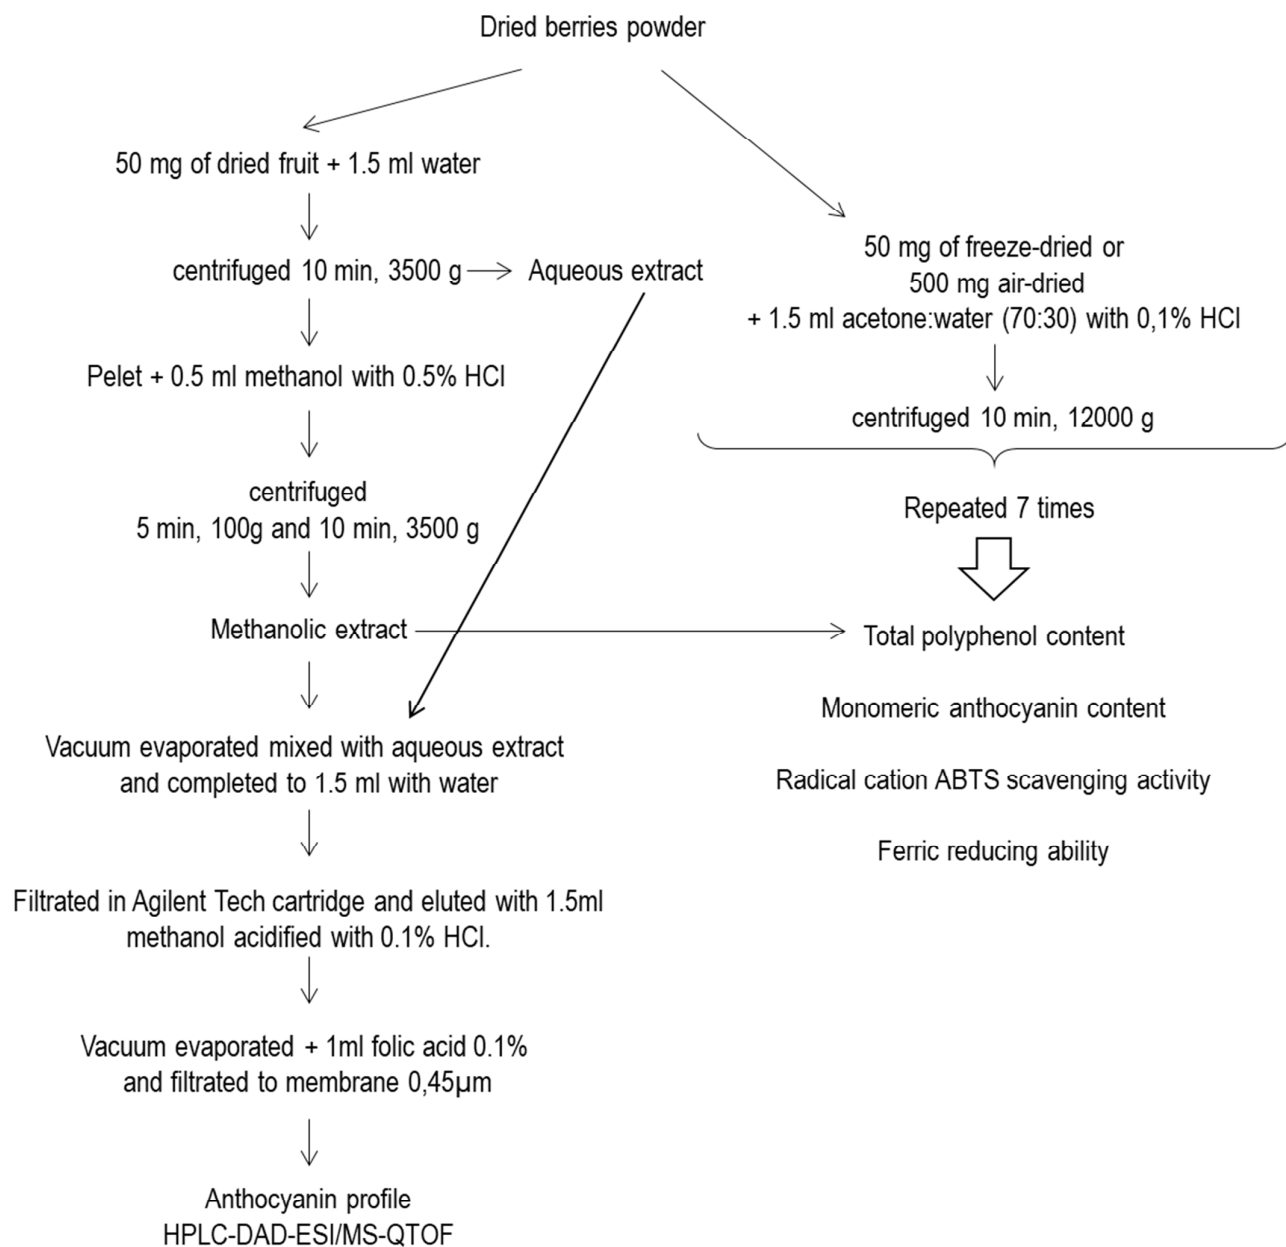 Dried berries powder
50 mg of dried fruit + 1.5 ml water
centrifuged 10 min, 3500 g
Aqueous extract
Pelet + 0.5 ml methanol with 0.5% HCl
centrifuged
5 min, 100g and 10 min, 3500 g
Methanolic extract
Vacuum evaporated mixed with aqueous extract
and completed to 1.5 ml with water
Filtrated in Agilent Tech cartridge and eluted with 1.5ml
methanol acidified with 0.1% HCl.
Vacuum evaporated + 1ml folic acid 0.1%
and filtrated to membrane 0,45µm
Anthocyanin profile
HPLC-DAD-ESI/MS-QTOF
50 mg of freeze-dried or
500 mg air-dried
+ 1.5 ml acetone:water (70:30) with 0,1% HCl
centrifuged 10 min, 12000 g
Repeated 7 times
Total polyphenol content
Monomeric anthocyanin content
Radical cation ABTS scavenging activity
Ferric reducing ability